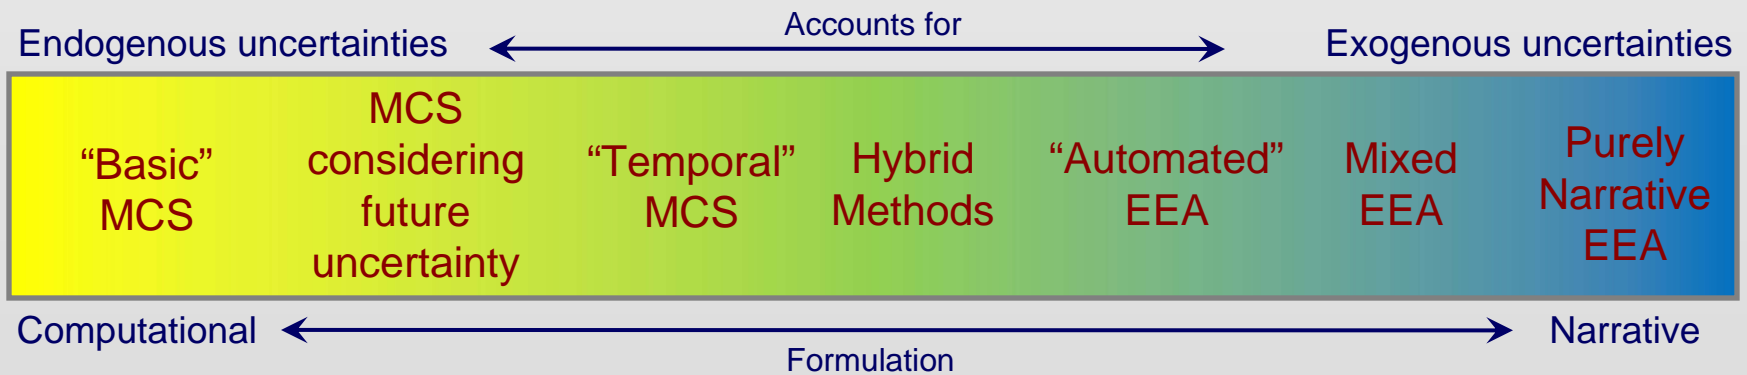 Accounts for
Endogenous uncertainties
Exogenous uncertainties
“Basic”
MCS
MCS
considering
future
uncertainty
“Temporal”
MCS
Hybrid
Methods
“Automated”
EEA
Mixed
EEA
Purely
Narrative
EEA
Computational
Narrative
Formulation